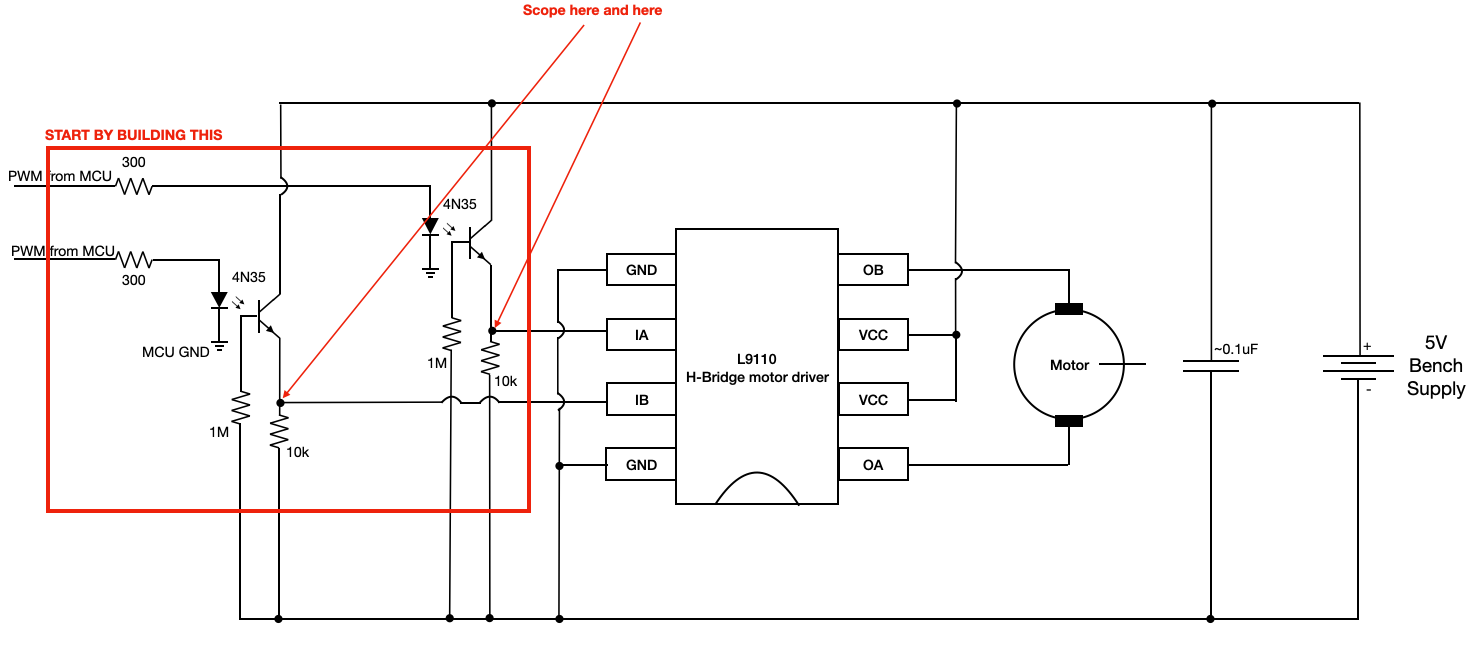 Scope here and here
START BY BUILDING THIS
300
PWM from MCU
4N35
PWM from MCU
300
4N35
MCU GND
1M
10k
1M
10k
GND
IA
IB
GND
L9110
H-Bridge motor driver
OB
VCC
VCC
OA
Motor
~0.1uF
+
-
5V
Bench
Supply